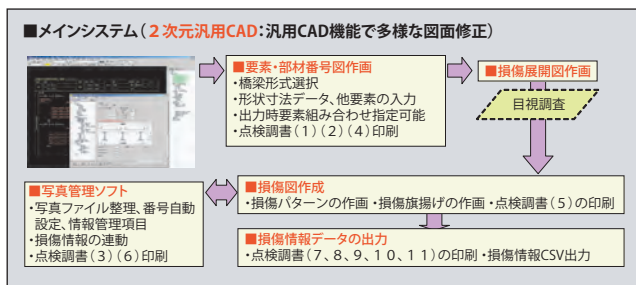 ■メインシステム（２次元汎用CAD：汎用CAD機能で多様な図面修正）
■要素・部材番号図作画
・橋梁形式選択
・形状寸法データ、他要素の入力
・出力時要素組み合わせ指定可能
・点検調書（１）（２）（４）印刷
■損傷展開図作画
目視調査
■写真管理ソフト
・写真ファイル整理、番号自動
設定、情報管理項目
・損傷情報の連動
・点検調書（３）（６）印刷
■損傷図作成
・損傷パターンの作画 ・損傷旗揚げの作画 ・点検調書（５）の印刷
■損傷情報データの出力
・点検調書（７、８、９、１０、１１）の印刷 ・損傷情報CSV出力